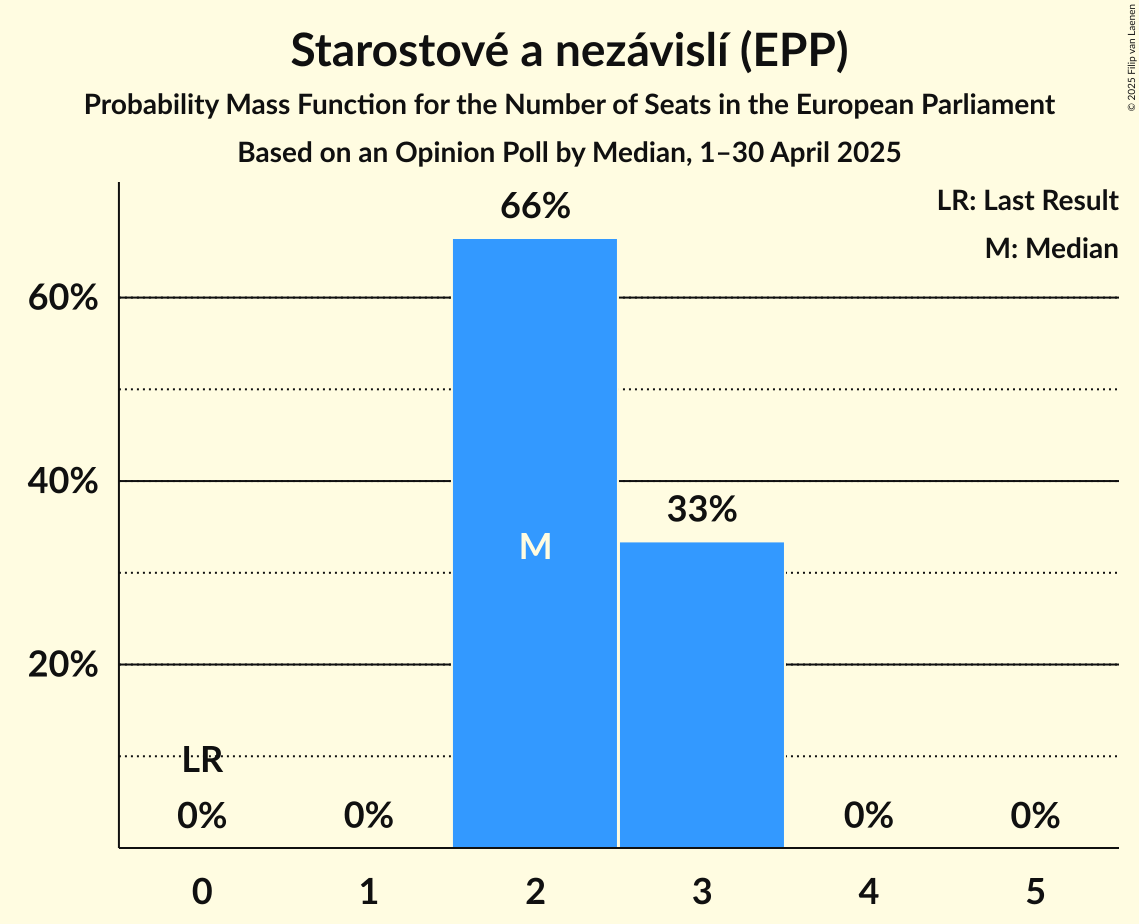 Starostové a nezávislí (EPP)
Probability Mass Function for the Number of Seats in the European Parliament
Based on an Opinion Poll by Median, 1–30 April 2025
© 2025 Filip van Laenen
LR: Last Result
M: Median
66%
60%
40%
33%
M
20%
LR
0%
0%
0%
0%
0
1
2
3
4
5